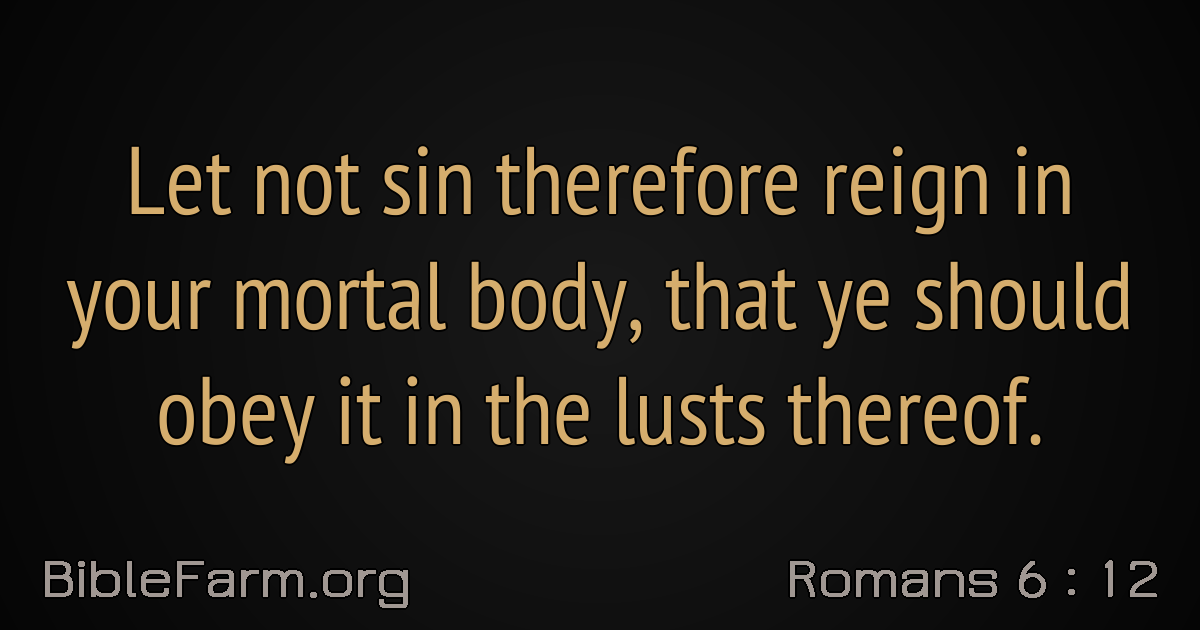 Let not sin therefore reign in
your mortal body, that ye should
obey it in the lusts thereof.
BibleFarm.org
Romans 6 : 12